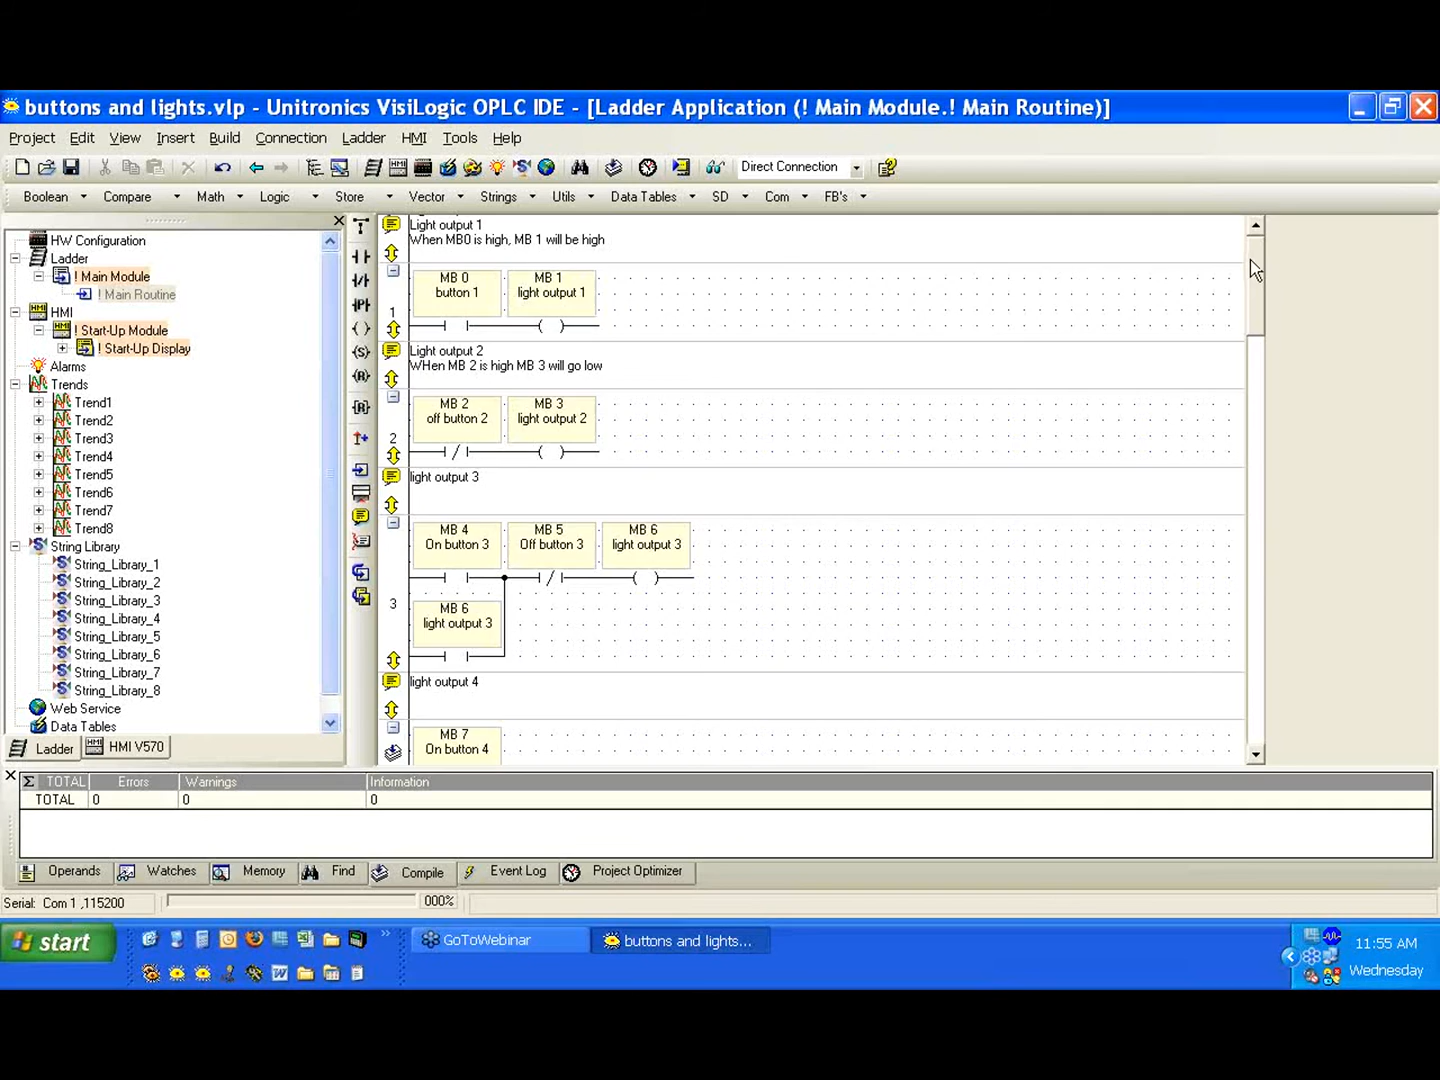 buttons and lights.vlp - Unitronics VisiLogic OPLC IDE - [Ladder Application (! Main Module.! Main Routine)]
Project Edit View Insert Build Connection Ladder HMI Tools Help
Direct Connection
Boolean Compare Math Logic Store Vector Strings Utils Data Tables SD Com FB's
HW Configuration
Ladder
! Main Module
! Main Routine
HMI
! Start-Up Module
! Start-Up Display
Alarms
Trends
Trend1
Trend2
Trend3
Trend4
Trend5
Trend6
Trend7
Trend8
String Library
String_Library_1
String_Library_2
String_Library_3
String_Library_4
String_Library_5
String_Library_6
String_Library_7
String_Library_8
Web Service
Data Tables
Ladder HMI V570
Light output 1
When MB0 is high, MB 1 will be high
MB 0 MB 1
button 1 light output 1
1
Light output 2
WHen MB 2 is high MB 3 will go low
MB 2 MB 3
off button 2 light output 2
2
light output 3
MB 4 MB 5 MB 6
On button 3 Off button 3 light output 3
3
MB 6
light output 3
light output 4
MB 7
On button 4
TOTAL Errors Warnings Information
TOTAL 0 0 0
Operands Watches Memory Find Compile Event Log Project Optimizer
Serial: Com 1 ,115200 000%
start GoToWebinar buttons and lights... 11:55 AM
Wednesday